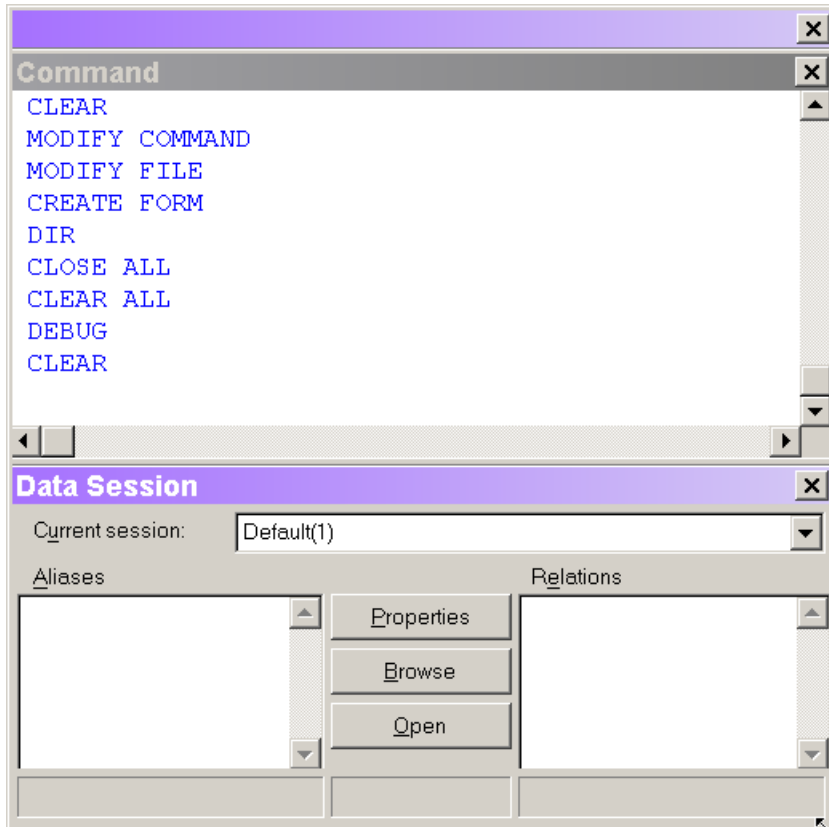 Command
CLEAR
MODIFY COMMAND
MODIFY FILE
CREATE FORM
DIR
CLOSE ALL
CLEAR ALL
DEBUG
CLEAR
Data Session
Current session: Default(1)
Aliases Relations
Properties
Browse
Open